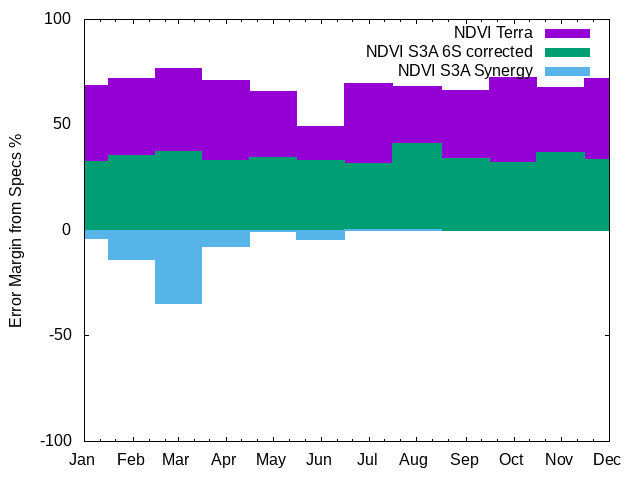 NDVI Terra
NDVI S3A 6S corrected
NDVI S3A Synergy
Error Margin from Specs %
100
50
0
-50
-100
Jan Feb Mar Apr May Jun Jul Aug Sep Oct Nov Dec